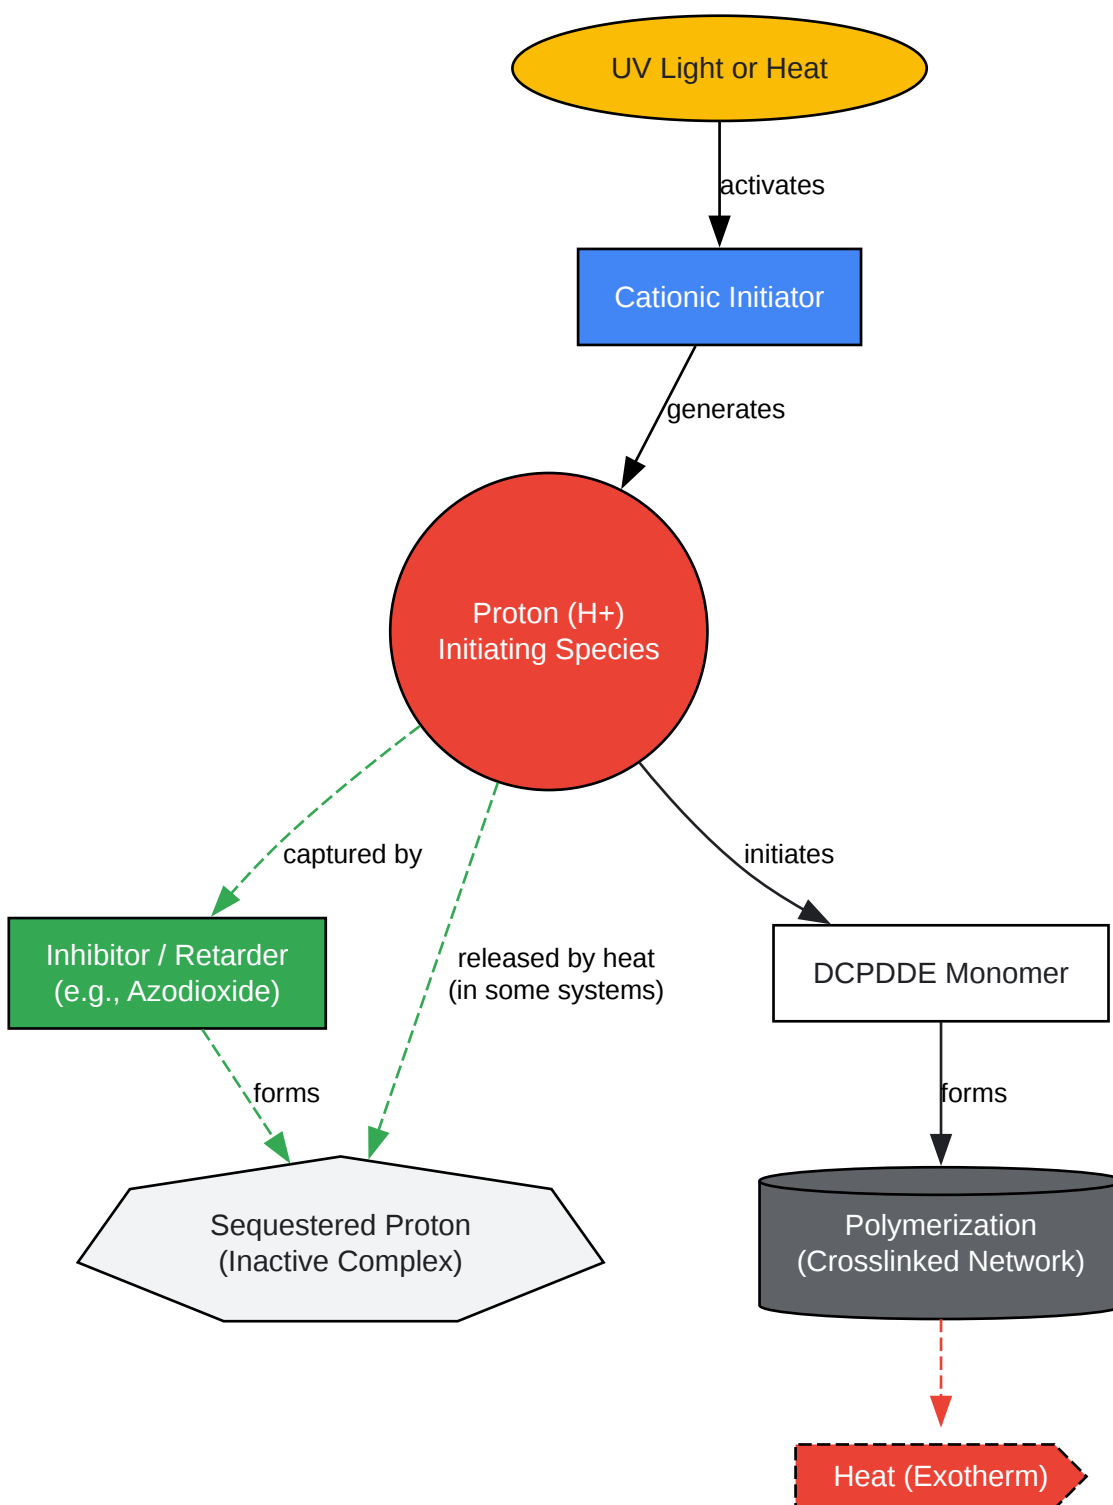 UV Light or Heat
activates
Cationic Initiator
generates
Proton (H+)
Initiating Species
captured by
initiates
Inhibitor / Retarder
(e.g., Azodioxide)
released by heat
(in some systems)
DCPDDE Monomer
forms
forms
Sequestered Proton
(Inactive Complex)
Polymerization
(Crosslinked Network)
Heat (Exotherm)